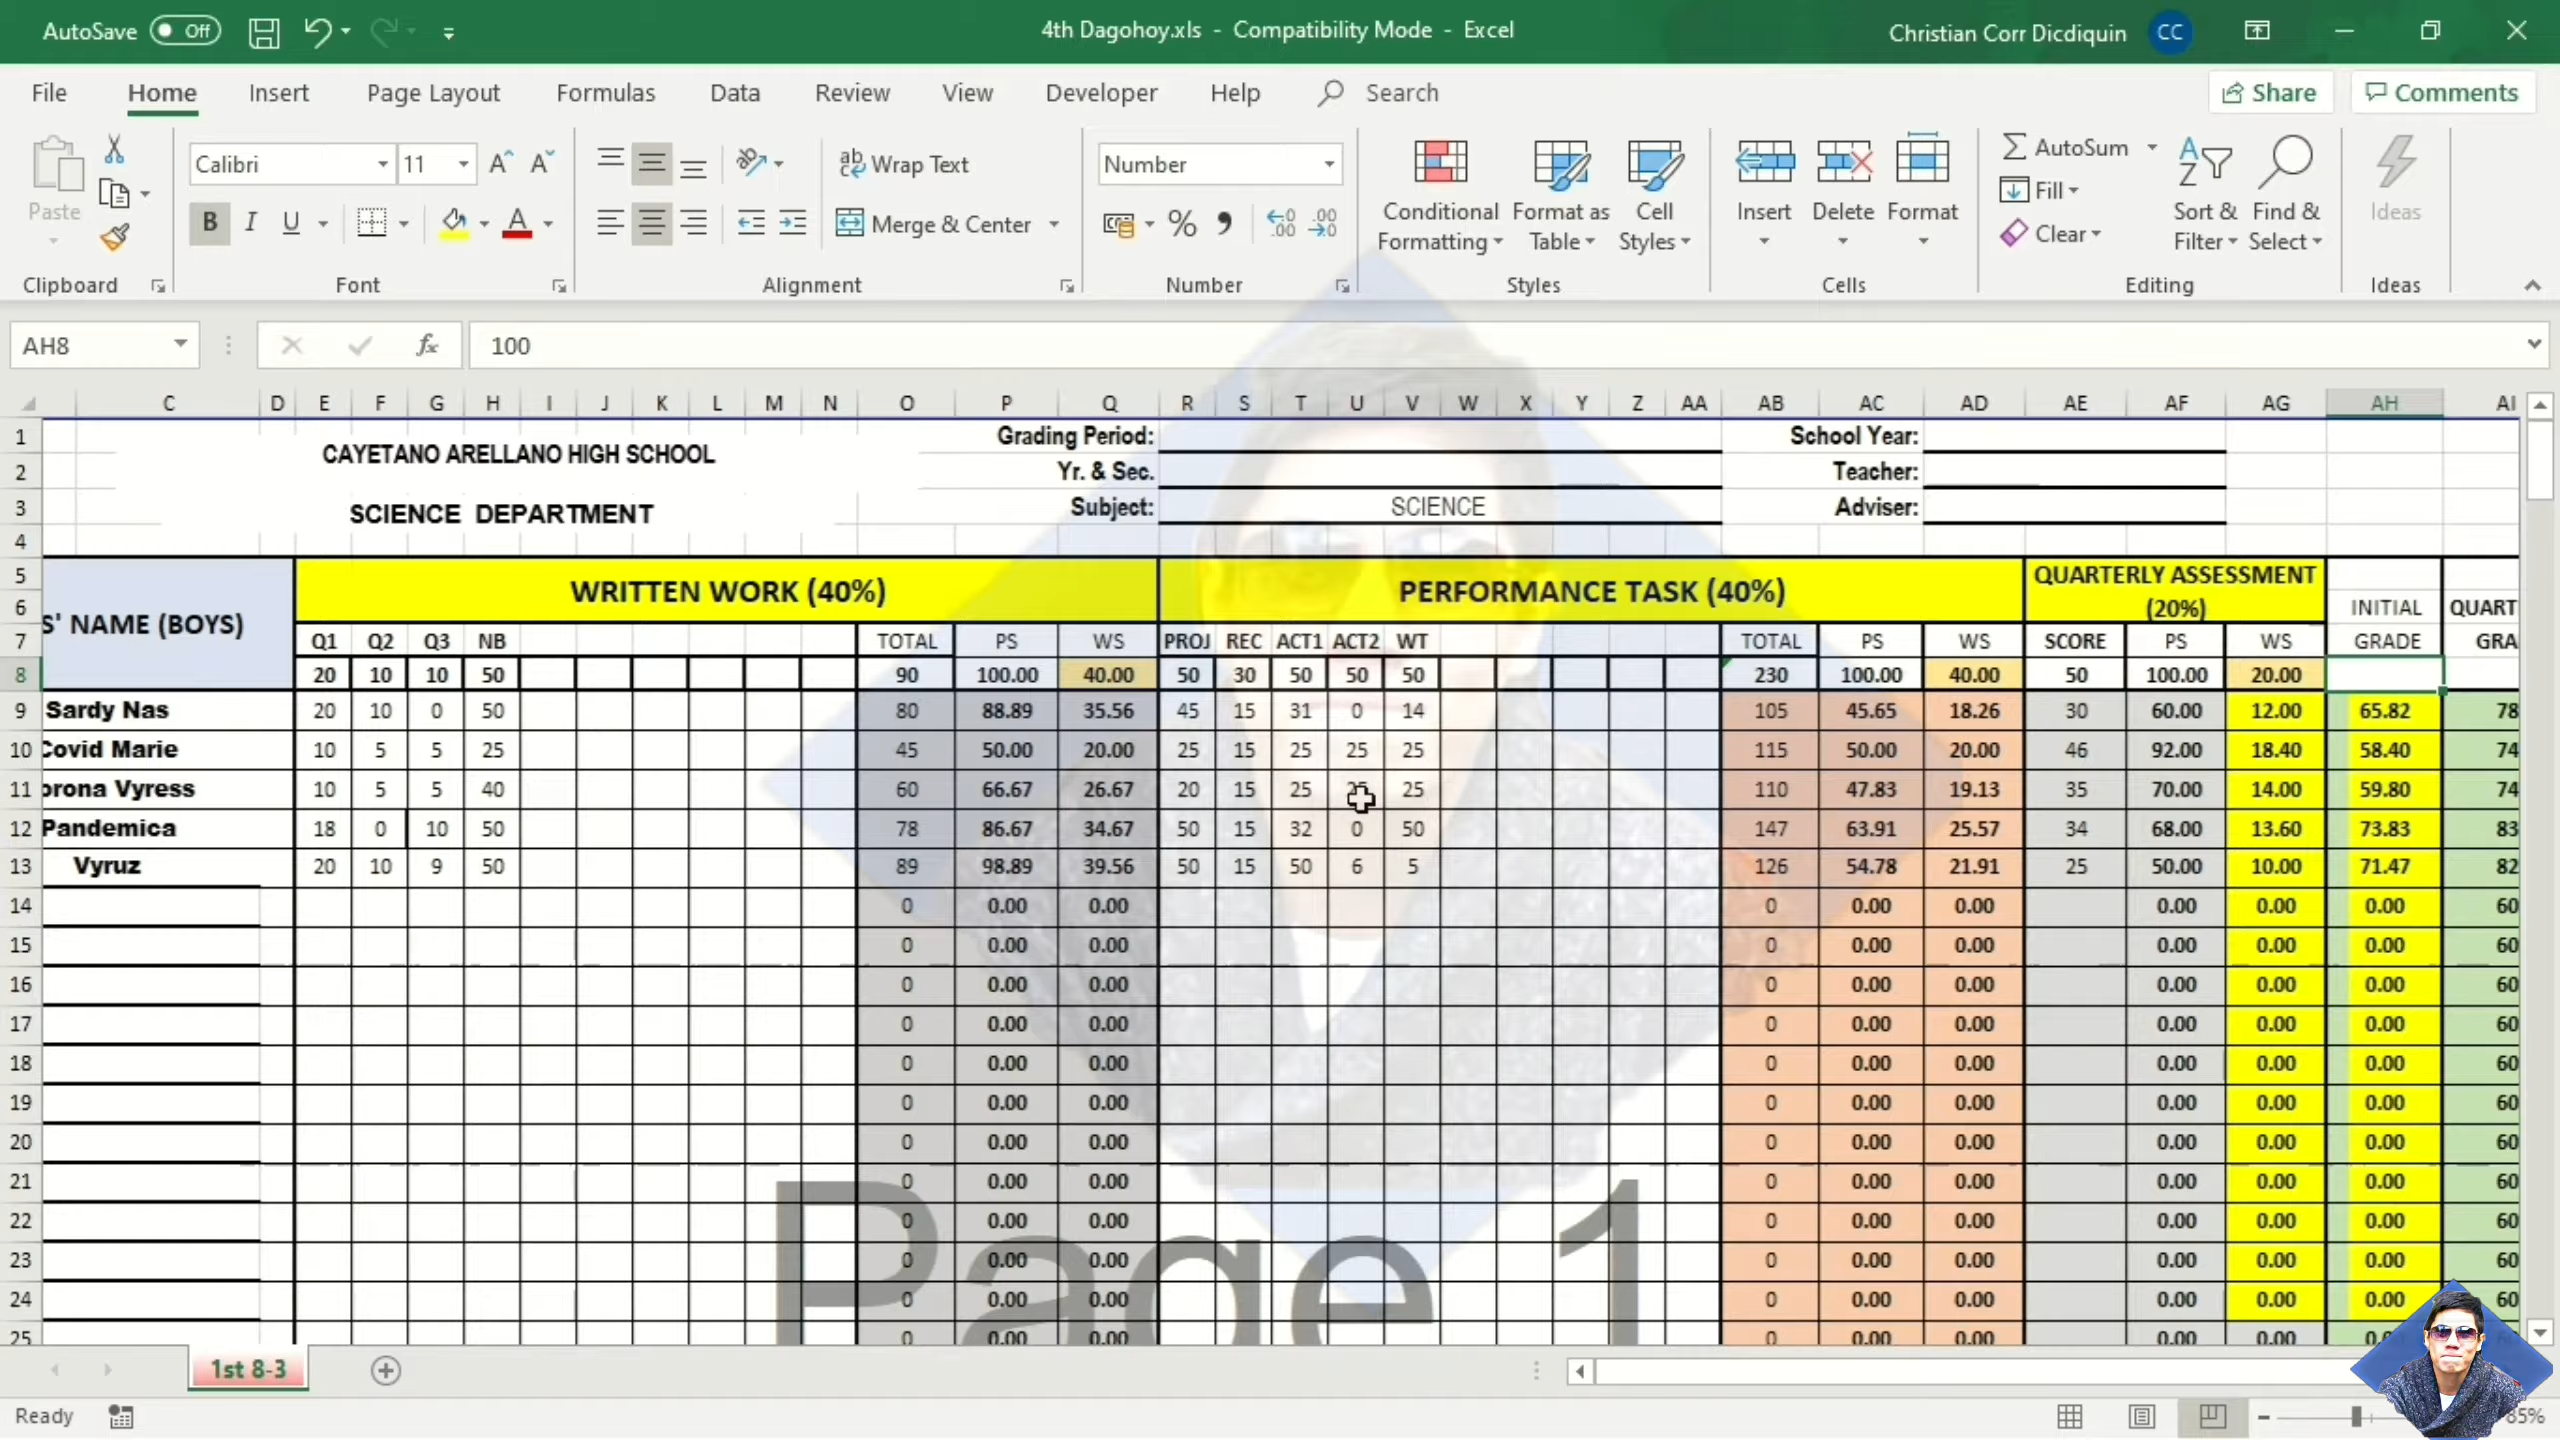 AutoSave Off 4th Dagohoy.xls - Compatibility Mode - Excel Christian Corr Dicdiquin CC
File Home Insert Page Layout Formulas Data Review View Developer Help Search Share Comments
Calibri 11 Wrap Text Number AutoSum
Paste Conditional Format as Cell Insert Delete Format Fill Sort & Find & Ideas
B I U A Merge & Center Formatting Table Styles Clear Filter Select
Clipboard Font Alignment Number Styles Cells Editing Ideas
AH8 fx 100
C D E F G H I J K L M N O P Q R S T U V W X Y Z AA AB AC AD AE AF AG AH AI
1 CAYETANO ARELLANO HIGH SCHOOL Grading Period: School Year:
2 Yr. & Sec. Teacher:
3 SCIENCE DEPARTMENT Subject: SCIENCE Adviser:
4
5 WRITTEN WORK (40%) PERFORMANCE TASK (40%) QUARTERLY ASSESSMENT
6 S' NAME (BOYS) (20%) INITIAL QUART
7 Q1 Q2 Q3 NB TOTAL PS WS PROJ REC ACT1 ACT2 WT TOTAL PS WS SCORE PS WS GRADE GRA
8 20 10 10 50 90 100.00 40.00 50 30 50 50 50 230 100.00 40.00 50 100.00 20.00
9 Sardy Nas 20 10 0 50 80 88.89 35.56 45 15 31 0 14 105 45.65 18.26 30 60.00 12.00 65.82 78
10 Covid Marie 10 5 5 25 45 50.00 20.00 25 15 25 25 25 115 50.00 20.00 46 92.00 18.40 58.40 74
11 orona Vyress 10 5 5 40 60 66.67 26.67 20 15 25 25 110 47.83 19.13 35 70.00 14.00 59.80 74
12 Pandemica 18 0 10 50 78 86.67 34.67 50 15 32 0 50 147 63.91 25.57 34 68.00 13.60 73.83 83
13 Vyruz 20 10 9 50 89 98.89 39.56 50 15 50 6 5 126 54.78 21.91 25 50.00 10.00 71.47 82
14 0 0.00 0.00 0 0.00 0.00 0.00 0.00 0.00 60
15 0 0.00 0.00 0 0.00 0.00 0.00 0.00 0.00 60
16 0 0.00 0.00 0 0.00 0.00 0.00 0.00 0.00 60
17 0 0.00 0.00 0 0.00 0.00 0.00 0.00 0.00 60
18 0 0.00 0.00 0 0.00 0.00 0.00 0.00 0.00 60
19 0 0.00 0.00 0 0.00 0.00 0.00 0.00 0.00 60
20 0 0.00 0.00 0 0.00 0.00 0.00 0.00 0.00 60
21 0 0.00 0.00 0 0.00 0.00 0.00 0.00 0.00 60
22 0 0.00 0.00 0 0.00 0.00 0.00 0.00 0.00 60
23 0 0.00 0.00 0 0.00 0.00 0.00 0.00 0.00 60
24 0 0.00 0.00 0 0.00 0.00 0.00 0.00 0.00 60
25 0 0.00 0.00 0 0.00 0.00 0.00 0.00
Page 1
1st 8-3
Ready 85%